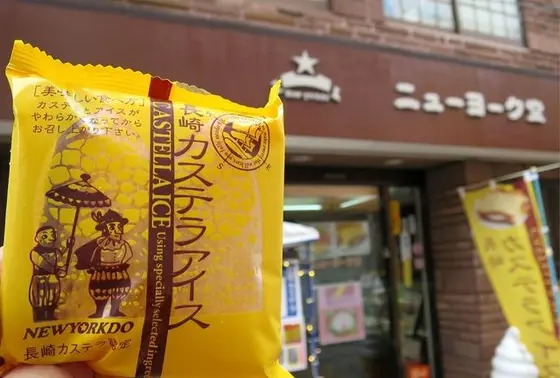 ニューヨーク堂
「美味しい食べ方」
カステラとアイスが
やわらかくなってから
お召し上がり下さい。
長崎カステラアイス
CASTELLA ICE Using specially selected ingre
NEWYORKDO
長崎カステラ